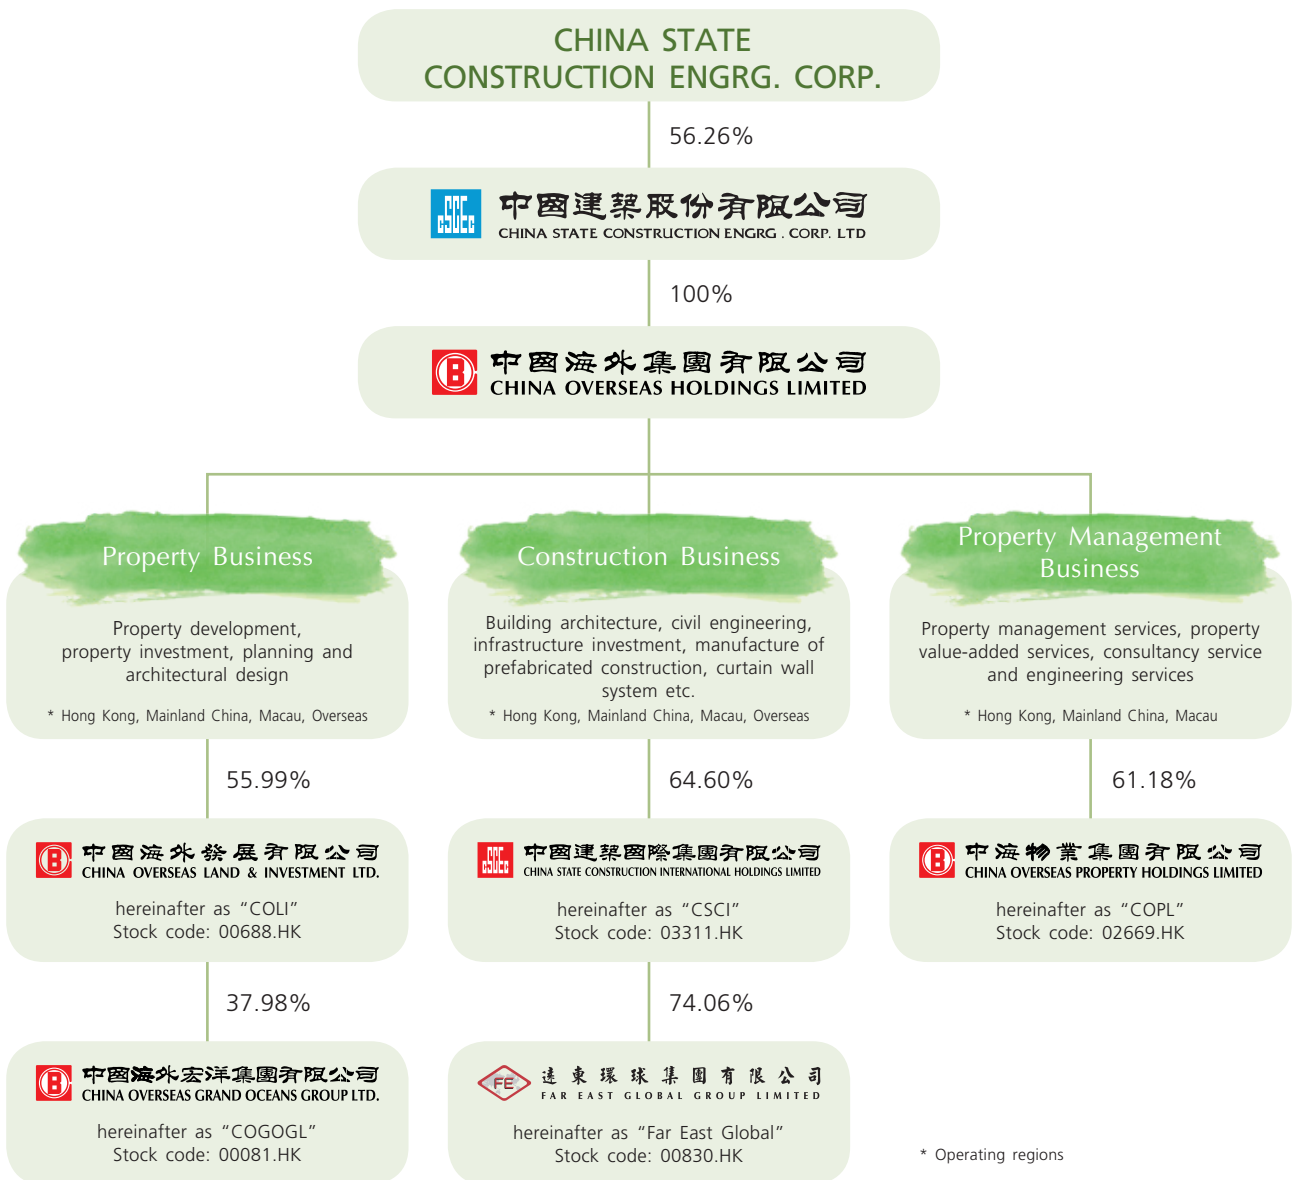 CHINA STATE
CONSTRUCTION ENGRG. CORP.
56.26%
CSCEC
中國建築股份有限公司
CHINA STATE CONSTRUCTION ENGRG . CORP. LTD
100%
中國海外集團有限公司
CHINA OVERSEAS HOLDINGS LIMITED
Property Business
Property development,
property investment, planning and
architectural design
* Hong Kong, Mainland China, Macau, Overseas
55.99%
中國海外發展有限公司
CHINA OVERSEAS LAND & INVESTMENT LTD.
hereinafter as “COLI”
Stock code: 00688.HK
37.98%
中國海外宏洋集團有限公司
CHINA OVERSEAS GRAND OCEANS GROUP LTD.
hereinafter as “COGOGL”
Stock code: 00081.HK
Construction Business
Building architecture, civil engineering,
infrastructure investment, manufacture of
prefabricated construction, curtain wall
system etc.
* Hong Kong, Mainland China, Macau, Overseas
64.60%
CSCEC
中國建築國際集團有限公司
CHINA STATE CONSTRUCTION INTERNATIONAL HOLDINGS LIMITED
hereinafter as “CSCI”
Stock code: 03311.HK
74.06%
FE
遠東環球集團有限公司
FAR EAST GLOBAL GROUP LIMITED
hereinafter as “Far East Global”
Stock code: 00830.HK
Property Management
Business
Property management services, property
value-added services, consultancy service
and engineering services
* Hong Kong, Mainland China, Macau
61.18%
中海物業集團有限公司
CHINA OVERSEAS PROPERTY HOLDINGS LIMITED
hereinafter as “COPL”
Stock code: 02669.HK
* Operating regions